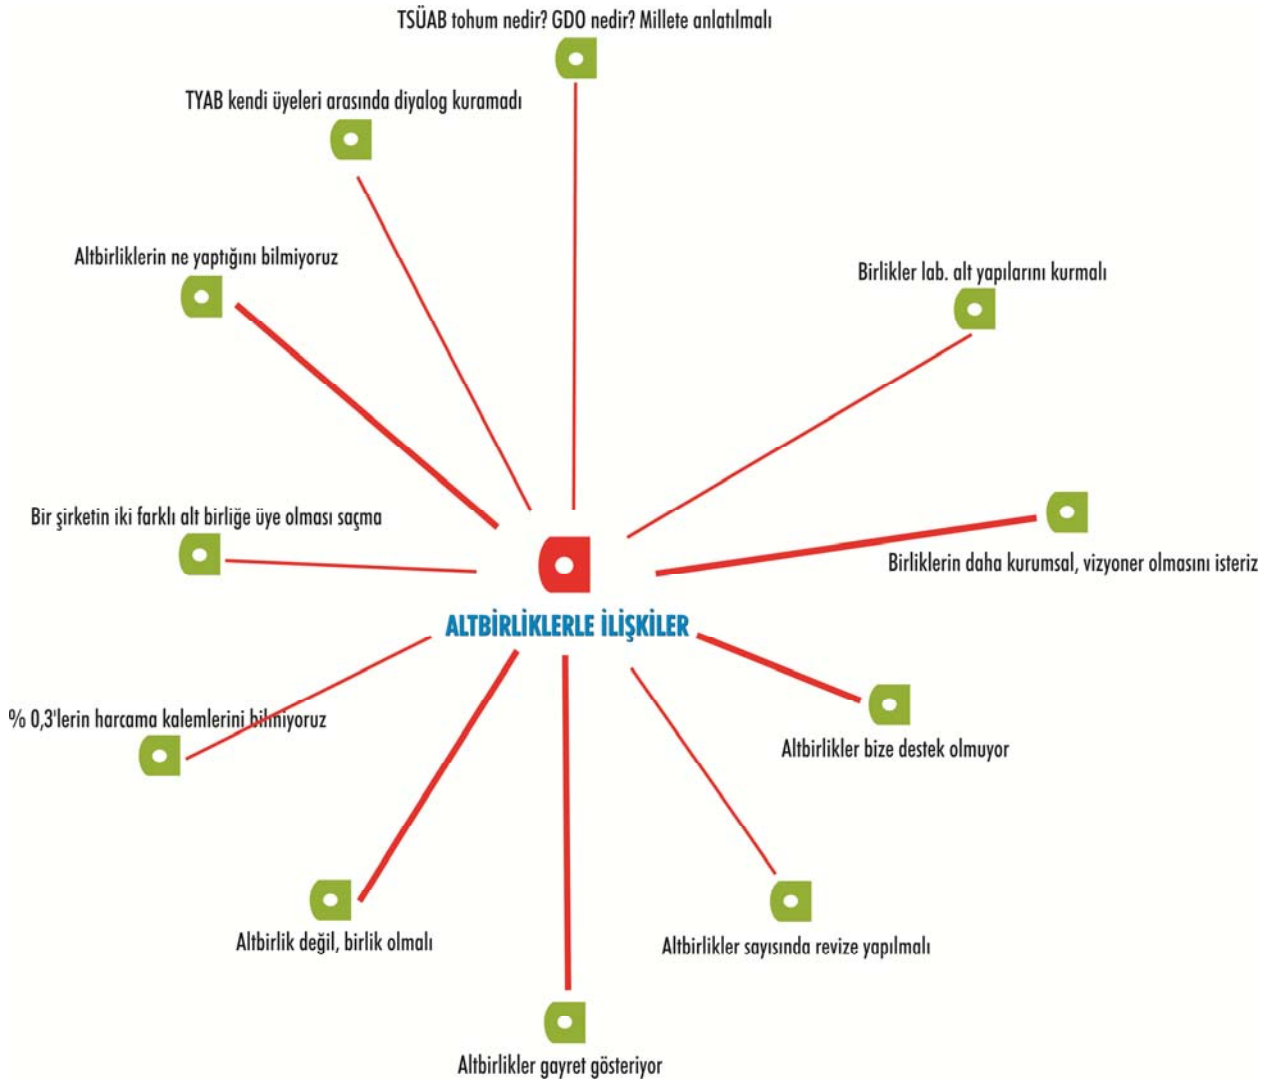 TSÜAB tohum nedir? GDO nedir? Millete anlatılmalı
TYAB kendi üyeleri arasında diyalog kuramadı
Altbirliklerin ne yaptığını bilmiyoruz
Birlikler lab. alt yapılarını kurmalı
Bir şirketin iki farklı alt birliğe üye olması saçma
Birliklerin daha kurumsal, vizyoner olmasını isteriz
ALTBİRLİKLERLE İLİŞKİLER
% 0,3'lerin harcama kalemlerini bilmiyoruz
Altbirlikler bize destek olmuyor
Altbirlik değil, birlik olmalı
Altbirlikler sayısında revize yapılmalı
Altbirlikler gayret gösteriyor